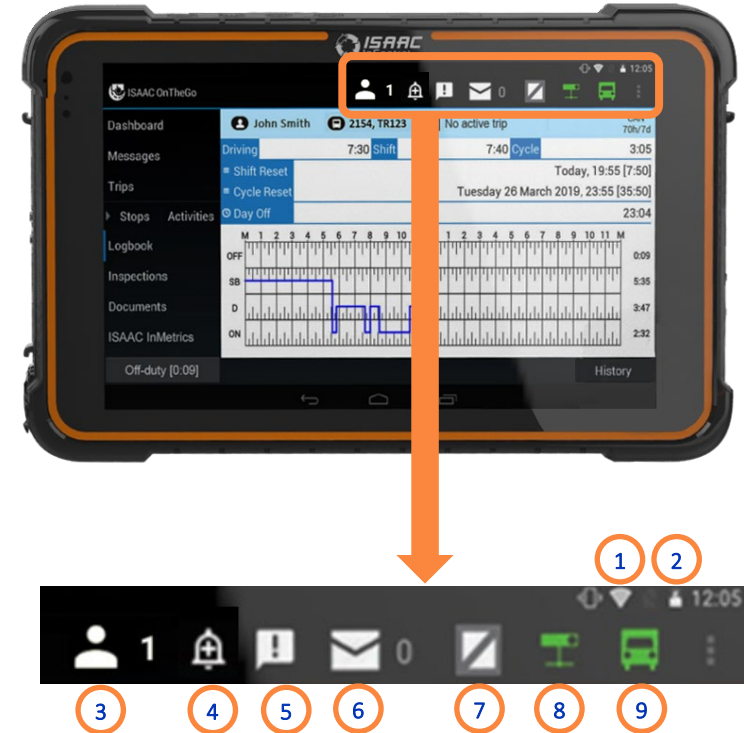 ISAAC
12:05
1
0
ISAAC OnTheGo
Dashboard
Messages
Trips
Stops Activities
Logbook
Inspections
Documents
ISAAC InMetrics
Off-duty [0:09]
John Smith 2154, TR123 No active trip
70h/7d
Driving 7:30 Shift 7:40 Cycle 3:05
Shift Reset Today, 19:55 [7:50]
Cycle Reset Tuesday 26 March 2019, 23:55 [35:50]
Day Off 23:04
M 1 2 3 4 5 6 7 8 9 10 1 2 3 4 5 6 7 8 9 10 11 M
OFF 0:09
SB 5:35
D 3:47
ON 2:32
History
1 2
12:05
1 0
3 4 5 6 7 8 9